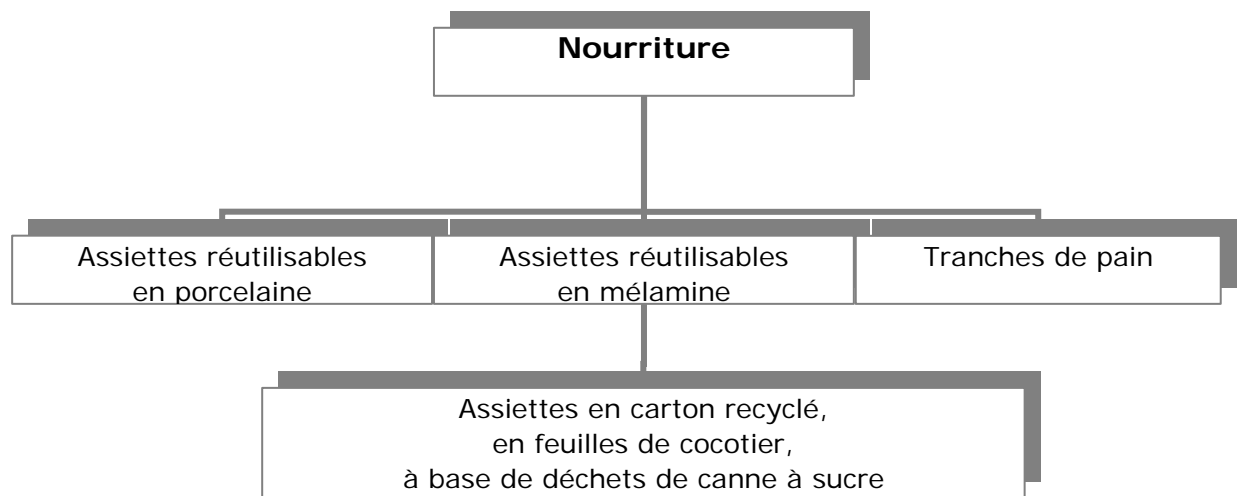 Nourriture
Assiettes réutilisables
en porcelaine
Assiettes réutilisables
en mélamine
Tranches de pain
Assiettes en carton recyclé,
en feuilles de cocotier,
à base de déchets de canne à sucre